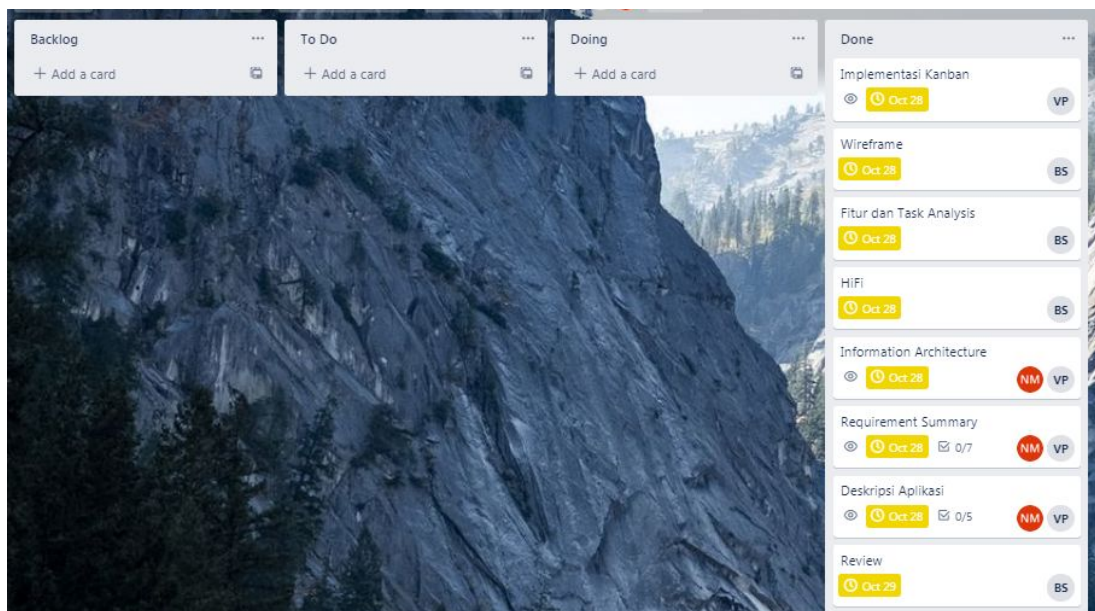 Backlog
+ Add a card
To Do
+ Add a card
Doing
+ Add a card
Done
Implementasi Kanban
Oct 28
VP
Wireframe
Oct 28
BS
Fitur dan Task Analysis
Oct 28
BS
HiFi
Oct 28
BS
Information Architecture
Oct 28
NM VP
Requirement Summary
Oct 28 0/7
NM VP
Deskripsi Aplikasi
Oct 28 0/5
NM VP
Review
Oct 29
BS